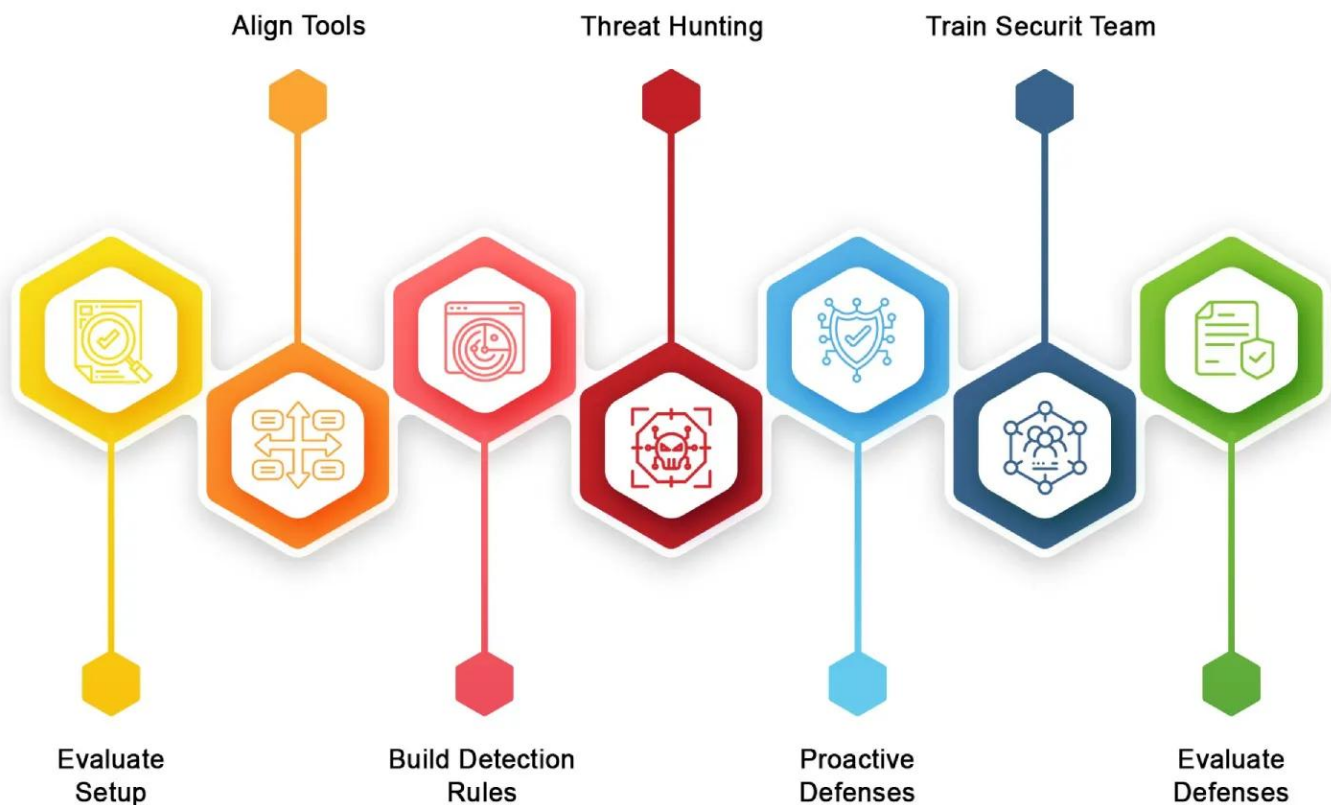 Align Tools
Threat Hunting
Train Securit Team
Evaluate
Setup
Build Detection
Rules
Proactive
Defenses
Evaluate
Defenses